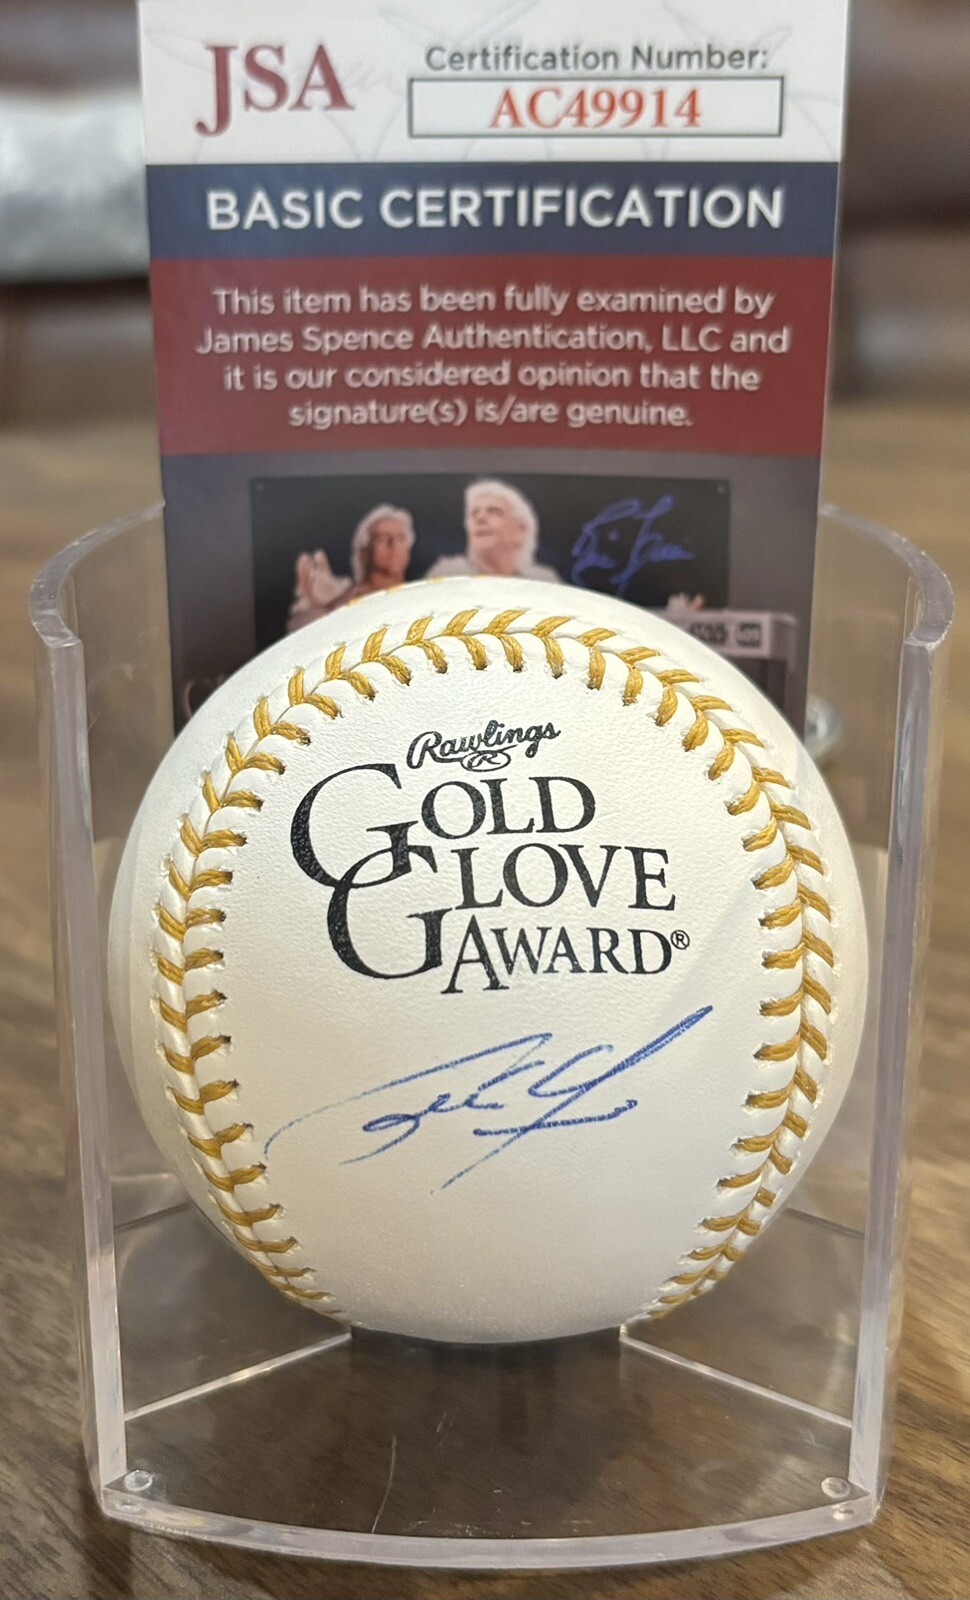 JSA
Certification Number:
AC49914
BASIC CERTIFICATION
This item has been fully examined by
James Spence Authentication, LLC and
it is our considered opinion that the
signature(s) is/are genuine.
Rawlings
R
GOLD
GLOVE
AWARD®